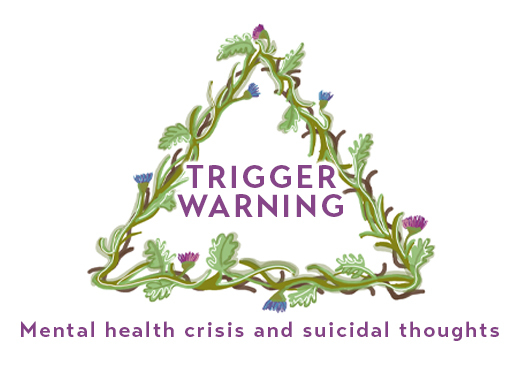 TRIGGER
WARNING
Mental health crisis and suicidal thoughts